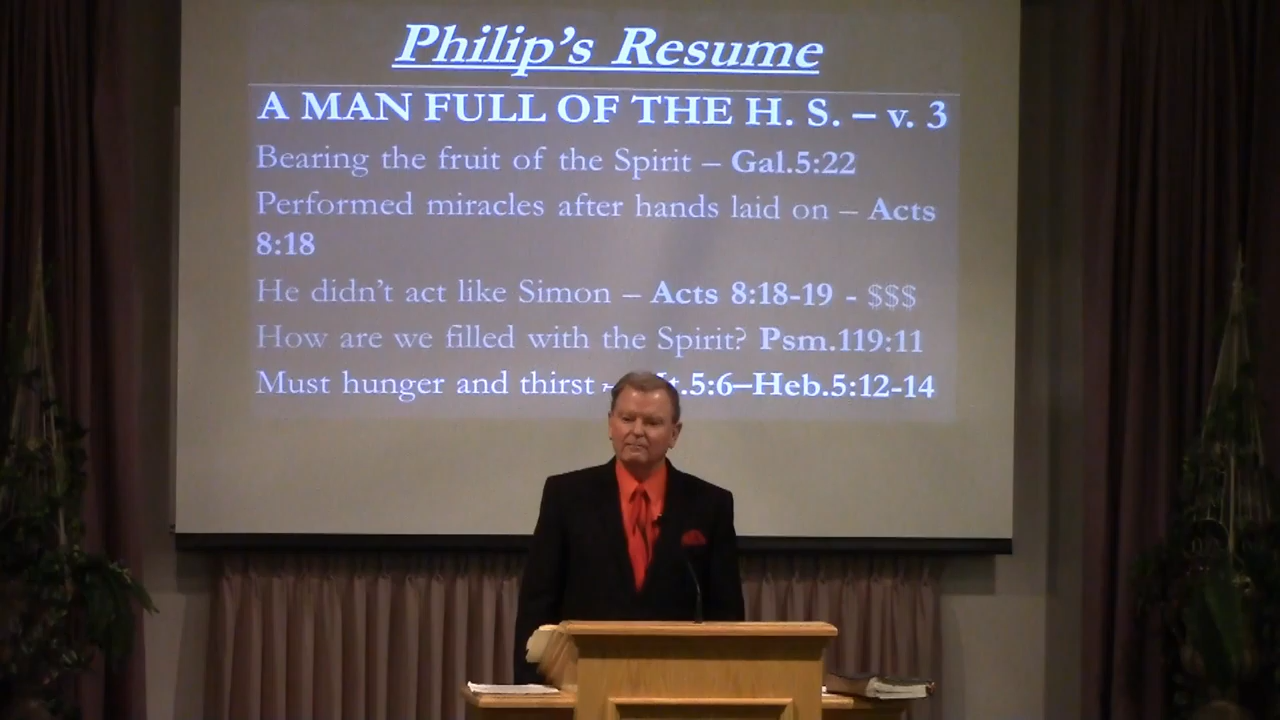 Philip's Resume
A MAN FULL OF THE H. S. – v. 3
Bearing the fruit of the Spirit – Gal.5:22
Performed miracles after hands laid on – Acts
8:18
He didn't act like Simon – Acts 8:18-19 - $$$
How are we filled with the Spirit? Psm.119:11
Must hunger and thirst – .5:6–Heb.5:12-14